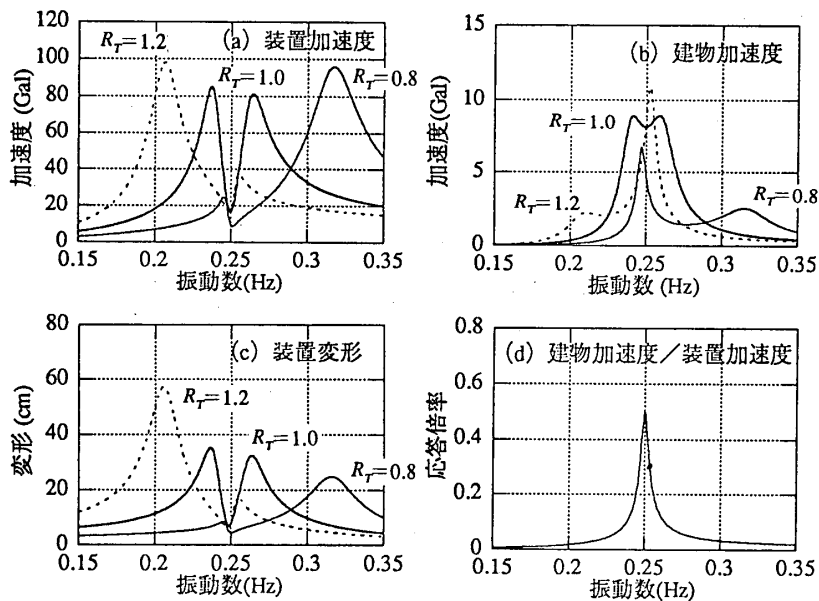 (a) 装置加速度
R_T=1.2
R_T=1.0
R_T=0.8
加速度 (Gal)
120
100
80
60
40
20
0
0.15 0.2 0.25 0.3 0.35
振動数(Hz)
(b) 建物加速度
R_T=1.0
R_T=1.2
R_T=0.8
加速度(Gal)
15
10
5
0
0.15 0.2 0.25 0.3 0.35
振動数 (Hz)
(c) 装置変形
R_T=1.2
R_T=1.0
R_T=0.8
変形 (cm)
80
60
40
20
0
0.15 0.2 0.25 0.3 0.35
振動数(Hz)
(d) 建物加速度/装置加速度
応答倍率
0.8
0.6
0.4
0.2
0
0.15 0.2 0.25 0.3 0.35
振動数(Hz)